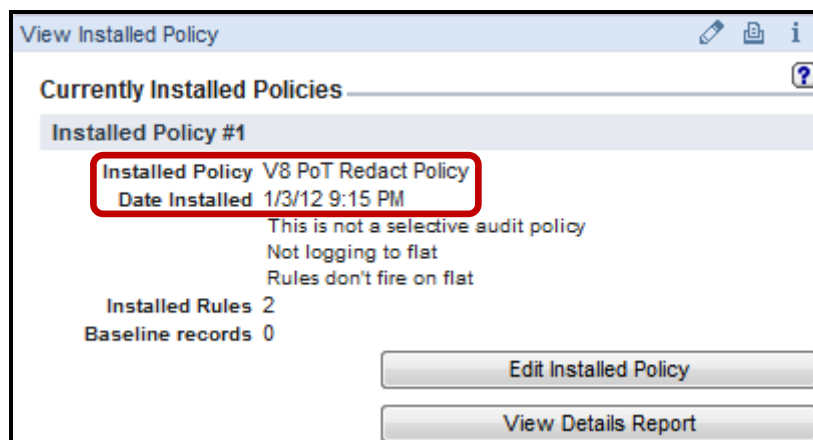 View Installed Policy i
Currently Installed Policies ?
Installed Policy #1
Installed Policy V8 PoT Redact Policy
Date Installed 1/3/12 9:15 PM
This is not a selective audit policy
Not logging to flat
Rules don't fire on flat
Installed Rules 2
Baseline records 0
Edit Installed Policy
View Details Report